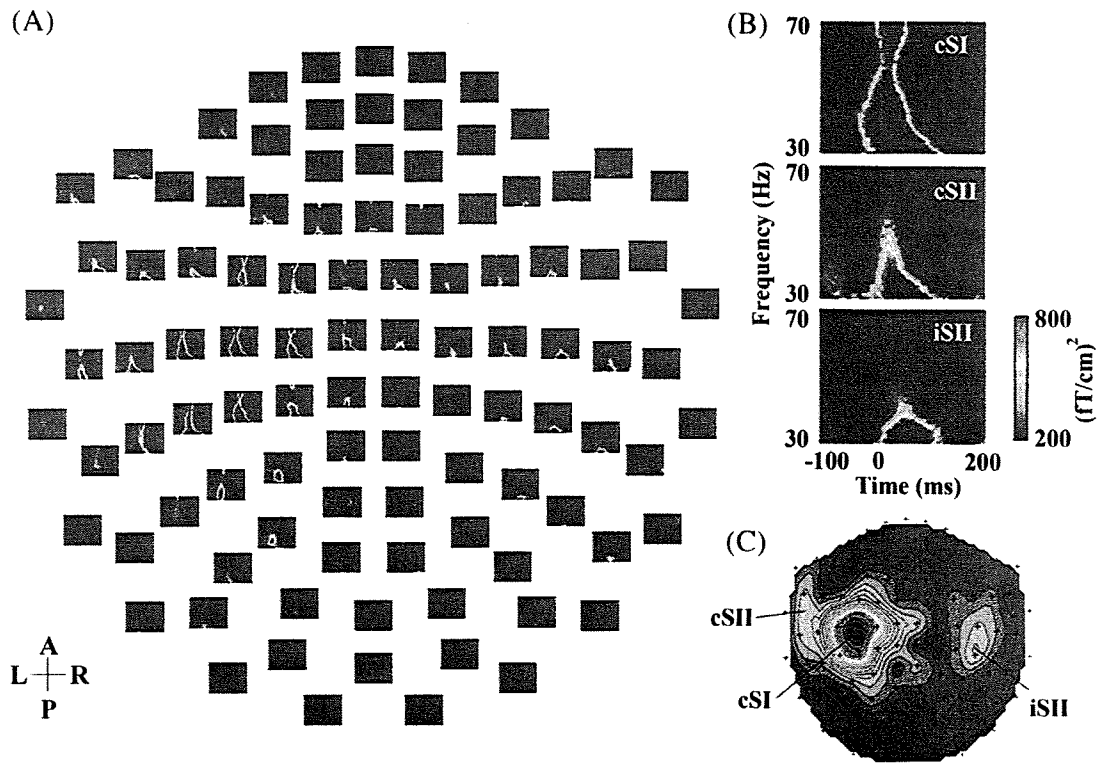 (A)
A
L R
P
(B)
70
cSI
30
70
cSII
30
70
iSII
30
Frequency (Hz)
-100 0 200
Time (ms)
800
200
(fT/cm)²
(C)
cSII
cSI
iSII